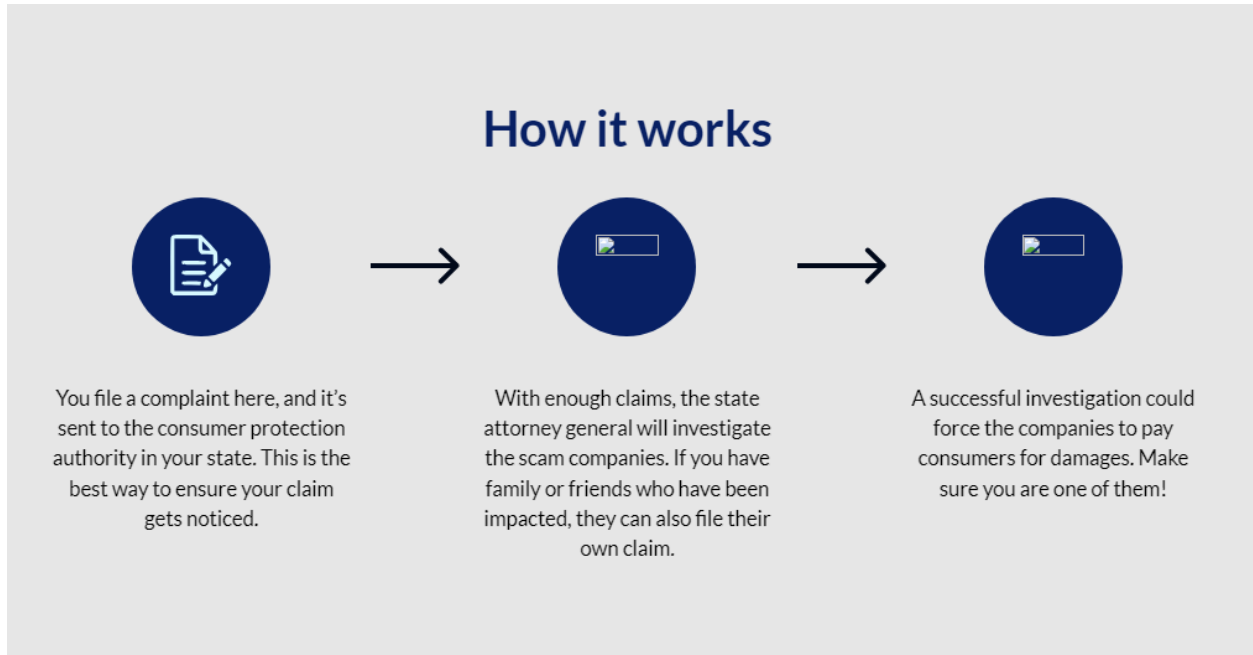 How it works
You file a complaint here, and it’s
sent to the consumer protection
authority in your state. This is the
best way to ensure your claim
gets noticed.
With enough claims, the state
attorney general will investigate
the scam companies. If you have
family or friends who have been
impacted, they can also file their
own claim.
A successful investigation could
force the companies to pay
consumers for damages. Make
sure you are one of them!